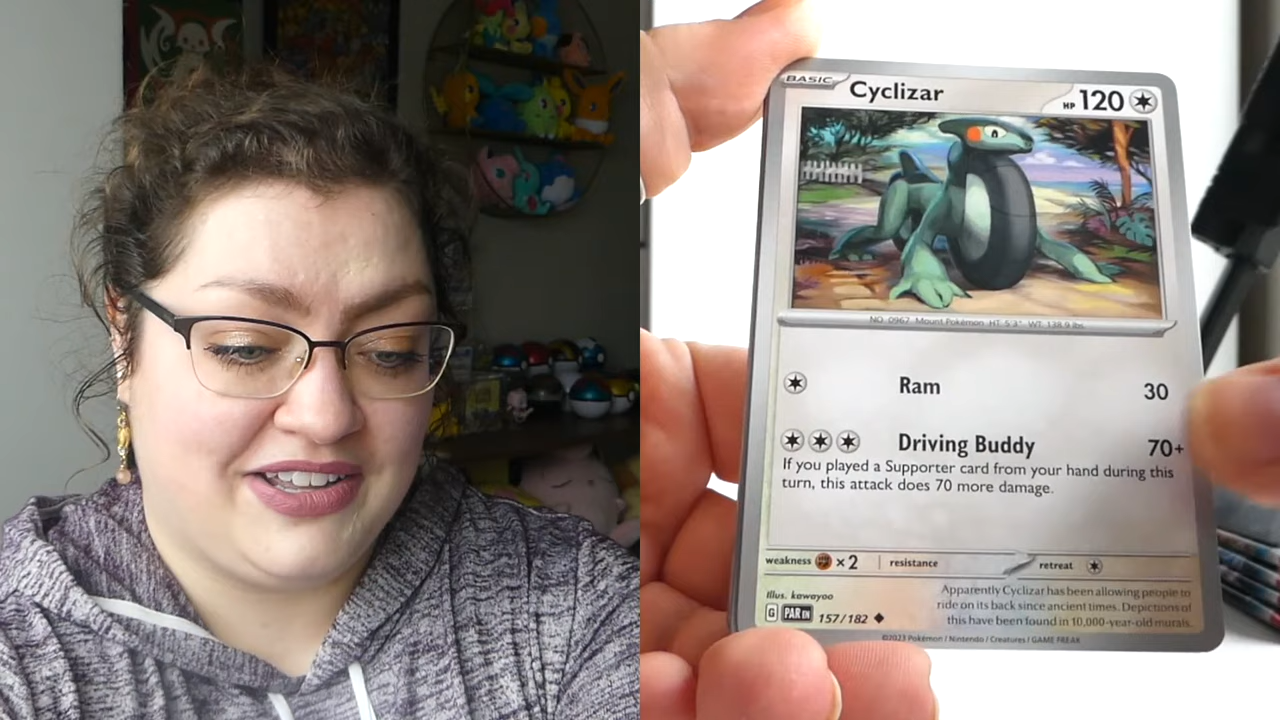 BASIC Cyclizar HP 120
NO. 0967 Mount Pokémon HT: 5'3" WT: 138.9 lbs.
Ram 30
Driving Buddy 70+
If you played a Supporter card from your hand during this
turn, this attack does 70 more damage.
weakness ×2 resistance retreat
Illus. kawayoo
G PAR EN 157/182
Apparently Cyclizar has been allowing people to
ride on its back since ancient times. Depictions of
this have been found in 10,000-year-old murals.
©2023 Pokémon / Nintendo / Creatures / GAME FREAK